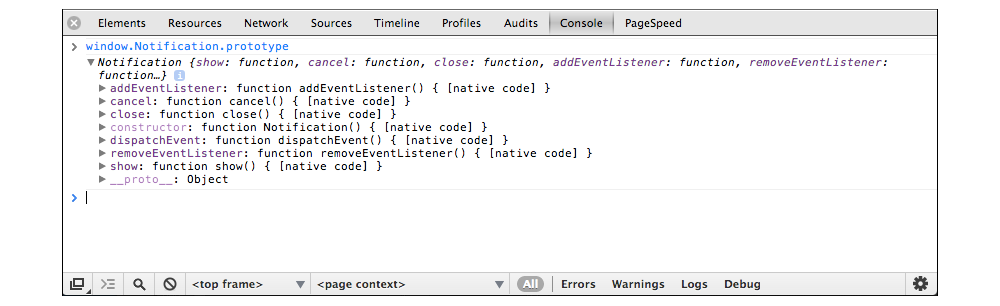 Elements Resources Network Sources Timeline Profiles Audits Console PageSpeed
> window.Notification.prototype
▼Notification {show: function, cancel: function, close: function, addEventListener: function, removeEventListener:
function…} i
▶addEventListener: function addEventListener() { [native code] }
▶cancel: function cancel() { [native code] }
▶close: function close() { [native code] }
▶constructor: function Notification() { [native code] }
▶dispatchEvent: function dispatchEvent() { [native code] }
▶removeEventListener: function removeEventListener() { [native code] }
▶show: function show() { [native code] }
▶__proto__: Object
>
<top frame> ▼ <page context> ▼ All Errors Warnings Logs Debug